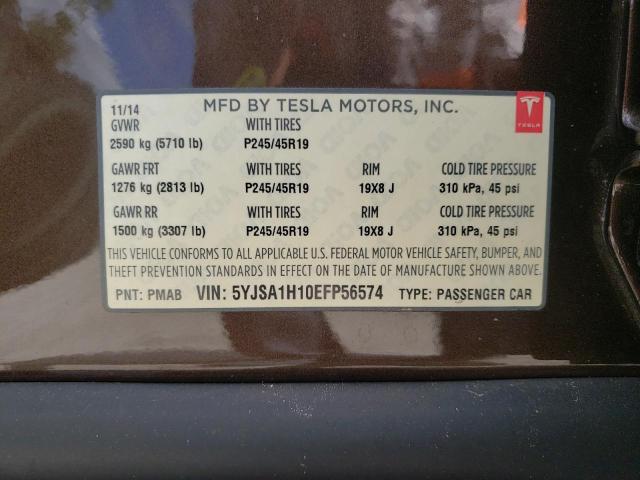 11/14 MFD BY TESLA MOTORS, INC.
TESLA
GVWR WITH TIRES
2590 kg (5710 lb) P245/45R19
GAWR FRT WITH TIRES RIM COLD TIRE PRESSURE
1276 kg (2813 lb) P245/45R19 19X8 J 310 kPa, 45 psi
GAWR RR WITH TIRES RIM COLD TIRE PRESSURE
1500 kg (3307 lb) P245/45R19 19X8 J 310 kPa, 45 psi
THIS VEHICLE CONFORMS TO ALL APPLICABLE U.S. FEDERAL MOTOR VEHICLE SAFETY, BUMPER, AND
THEFT PREVENTION STANDARDS IN EFFECT ON THE DATE OF MANUFACTURE SHOWN ABOVE.
PNT: PMAB VIN: 5YJSA1H10EFP56574 TYPE: PASSENGER CAR